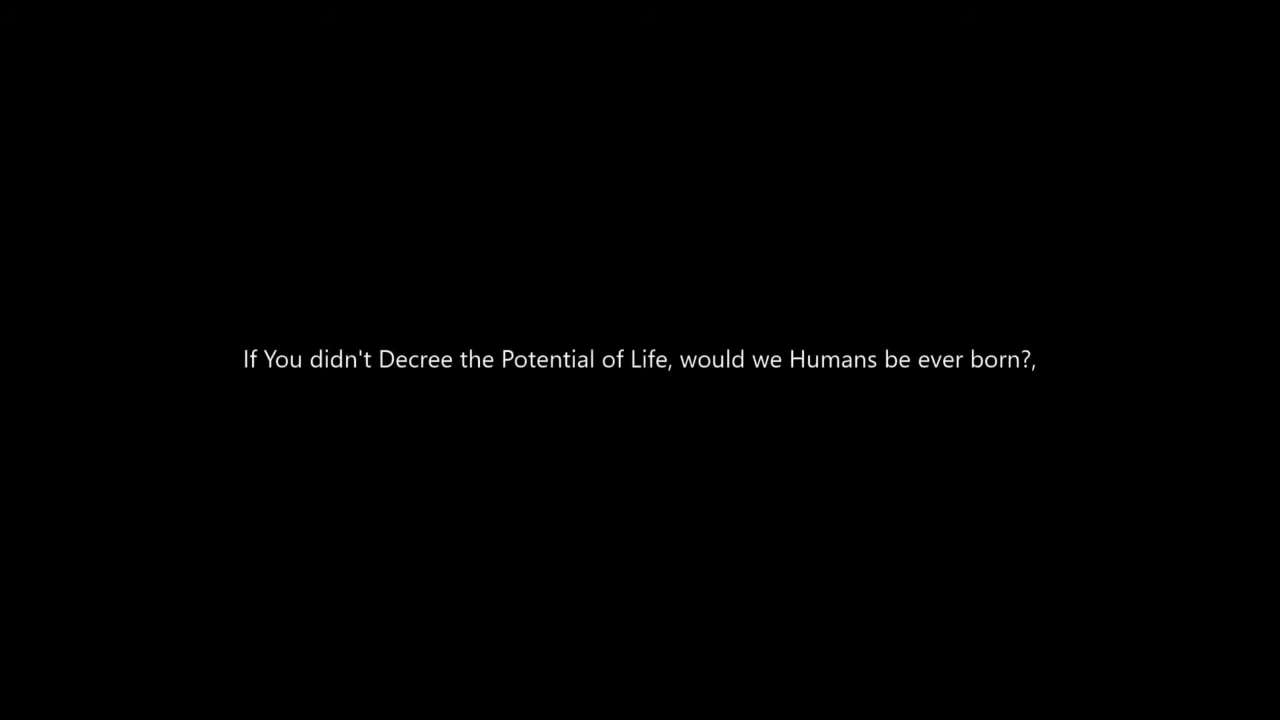 If You didn't Decree the Potential of Life, would we Humans be ever born?,